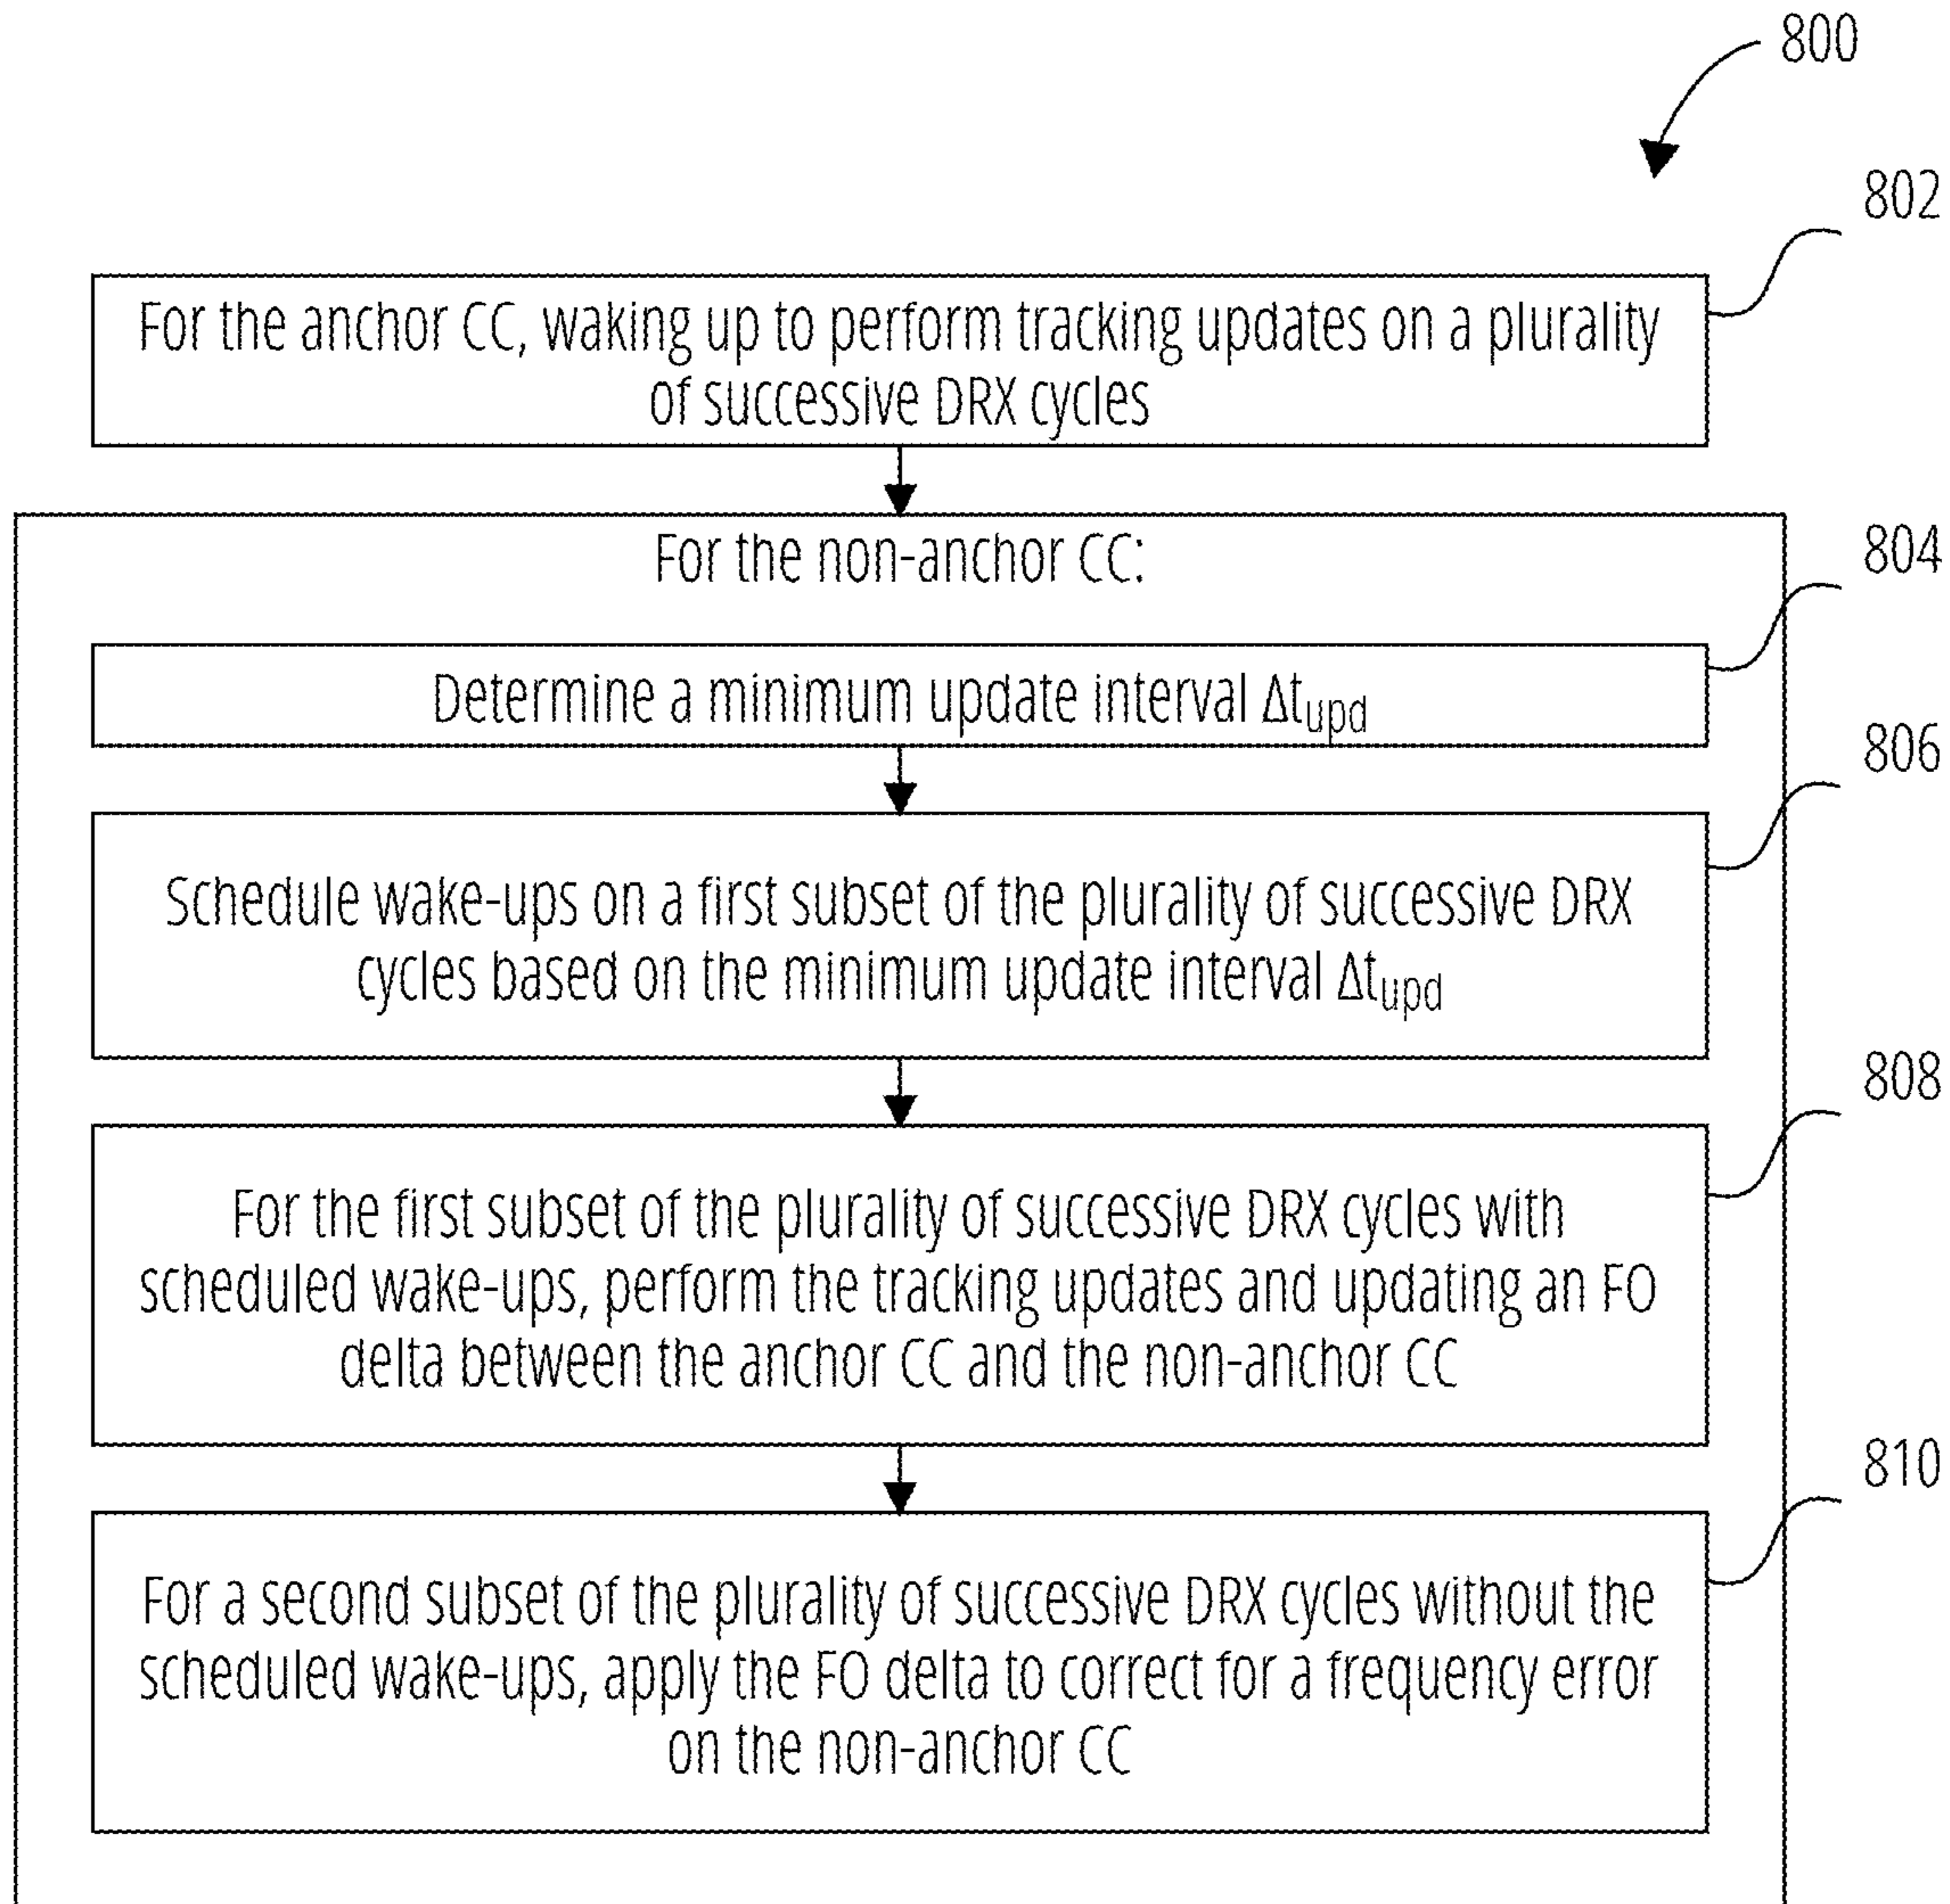 800
802
For the anchor CC, waking up to perform tracking updates on a plurality
of successive DRX cycles
For the non-anchor CC:
804
Determine a minimum update interval Δtupd
806
Schedule wake-ups on a first subset of the plurality of successive DRX
cycles based on the minimum update interval Δtupd
808
For the first subset of the plurality of successive DRX cycles with
scheduled wake-ups, perform the tracking updates and updating an FO
delta between the anchor CC and the non-anchor CC
810
For a second subset of the plurality of successive DRX cycles without the
scheduled wake-ups, apply the FO delta to correct for a frequency error
on the non-anchor CC